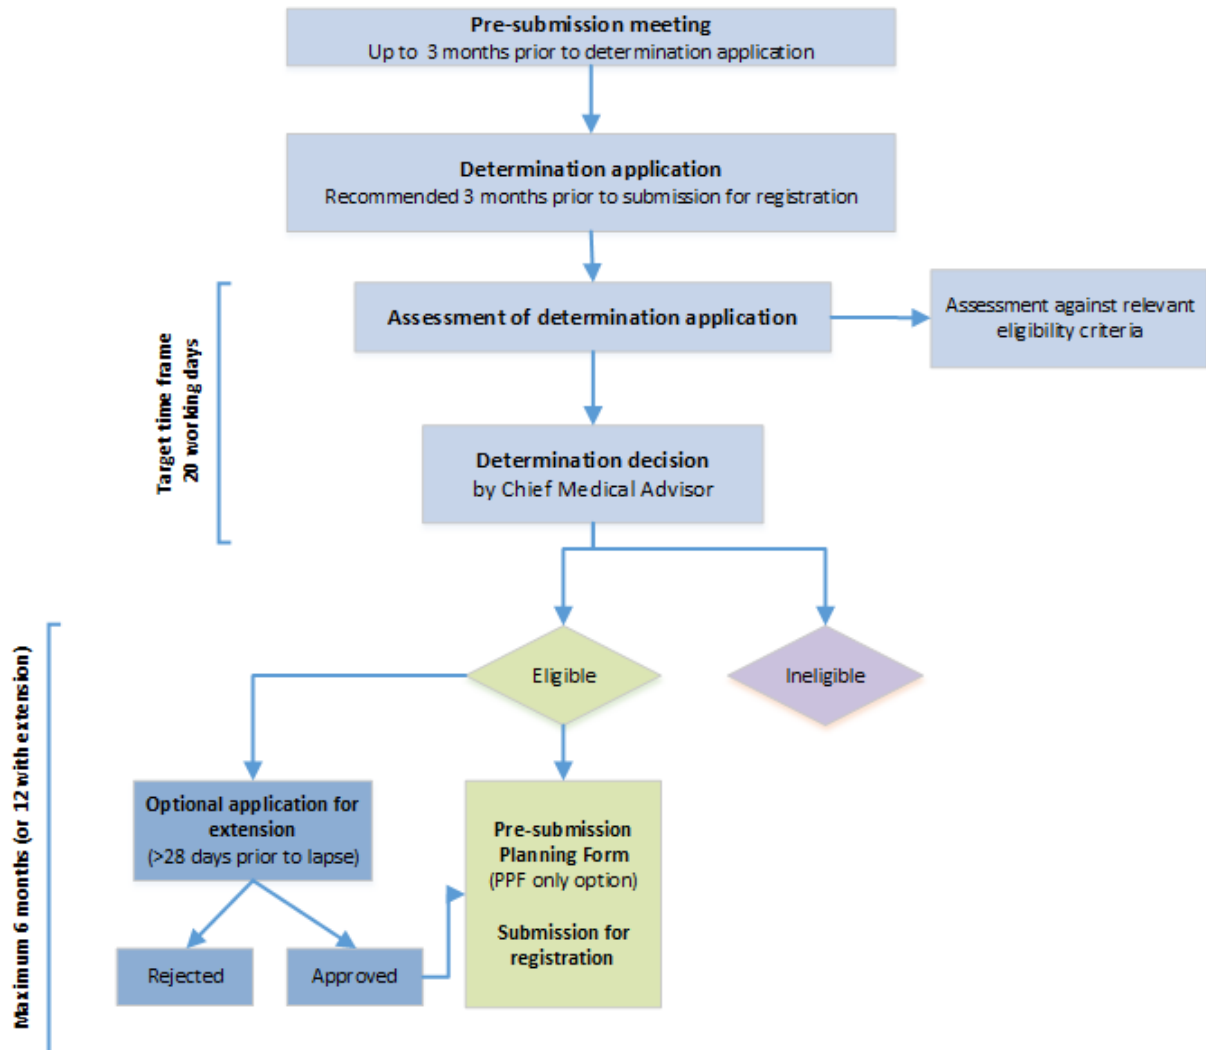 Pre-submission meeting
Up to 3 months prior to determination application
Determination application
Recommended 3 months prior to submission for registration
Target time frame
20 working days
Assessment of determination application
Assessment against relevant
eligibility criteria
Determination decision
by Chief Medical Advisor
Maximum 6 months (or 12 with extension)
Eligible
Ineligible
Optional application for
extension
(>28 days prior to lapse)
Pre-submission
Planning Form
(PPF only option)
Submission for
registration
Rejected
Approved